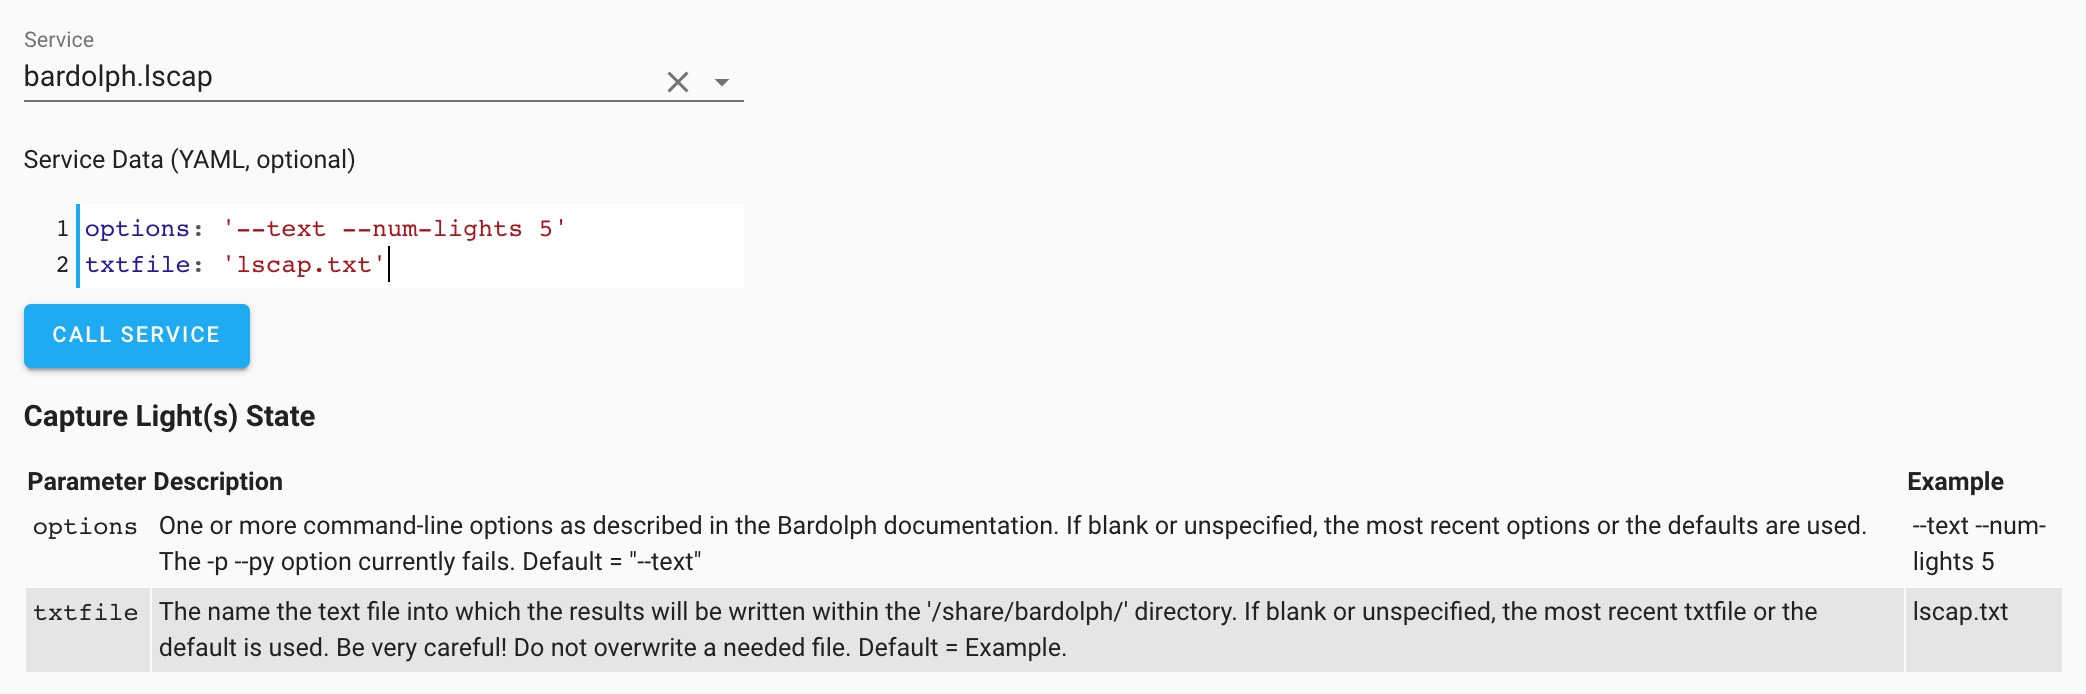 Service
bardolph.lscap
Service Data (YAML, optional)
1 options: '--text --num-lights 5'
2 txtfile: 'lscap.txt'
CALL SERVICE
Capture Light(s) State
Parameter Description Example
options One or more command-line options as described in the Bardolph documentation. If blank or unspecified, the most recent options or the defaults are used. --text --num-
The -p --py option currently fails. Default = "--text" lights 5
txtfile The name the text file into which the results will be written within the '/share/bardolph/' directory. If blank or unspecified, the most recent txtfile or the lscap.txt
default is used. Be very careful! Do not overwrite a needed file. Default = Example.